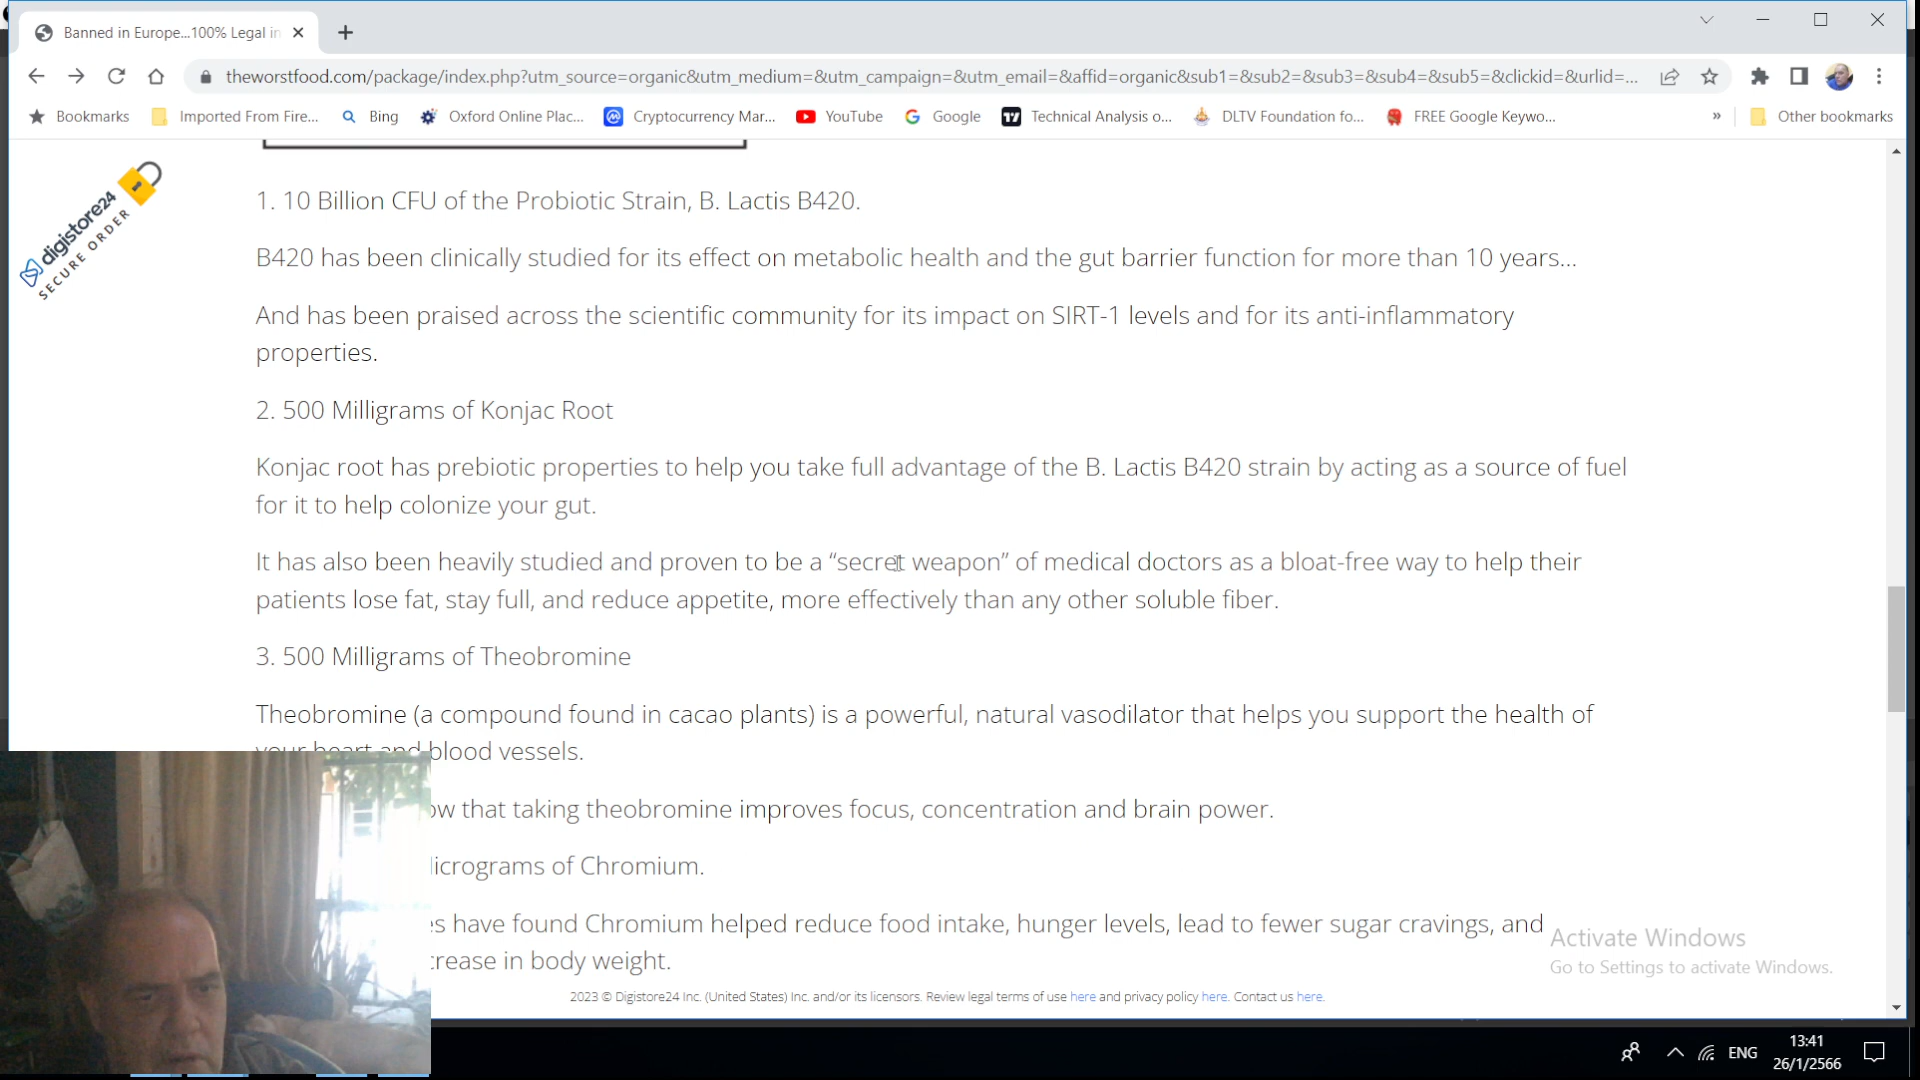 Banned in Europe...100% Legal in
theworstfood.com/package/index.php?utm_source=organic&utm_medium=&utm_campaign=&utm_email=&affid=organic&sub1=&sub2=&sub3=&sub4=&sub5=&clickid=&urlid=...
Bookmarks Imported From Fire... Bing Oxford Online Plac... Cryptocurrency Mar... YouTube Google Technical Analysis o... DLTV Foundation fo... FREE Google Keywo... » Other bookmarks
digistore24
SECURE ORDER
1. 10 Billion CFU of the Probiotic Strain, B. Lactis B420.
B420 has been clinically studied for its effect on metabolic health and the gut barrier function for more than 10 years...
And has been praised across the scientific community for its impact on SIRT-1 levels and for its anti-inflammatory
properties.
2. 500 Milligrams of Konjac Root
Konjac root has prebiotic properties to help you take full advantage of the B. Lactis B420 strain by acting as a source of fuel
for it to help colonize your gut.
It has also been heavily studied and proven to be a “secret weapon” of medical doctors as a bloat-free way to help their
patients lose fat, stay full, and reduce appetite, more effectively than any other soluble fiber.
3. 500 Milligrams of Theobromine
Theobromine (a compound found in cacao plants) is a powerful, natural vasodilator that helps you support the health of
your heart and blood vessels.
ow that taking theobromine improves focus, concentration and brain power.
licrograms of Chromium.
es have found Chromium helped reduce food intake, hunger levels, lead to fewer sugar cravings, and
crease in body weight.
Activate Windows
Go to Settings to activate Windows.
2023 © Digistore24 Inc. (United States) Inc. and/or its licensors. Review legal terms of use here and privacy policy here. Contact us here.
ENG
13:41
26/1/2566